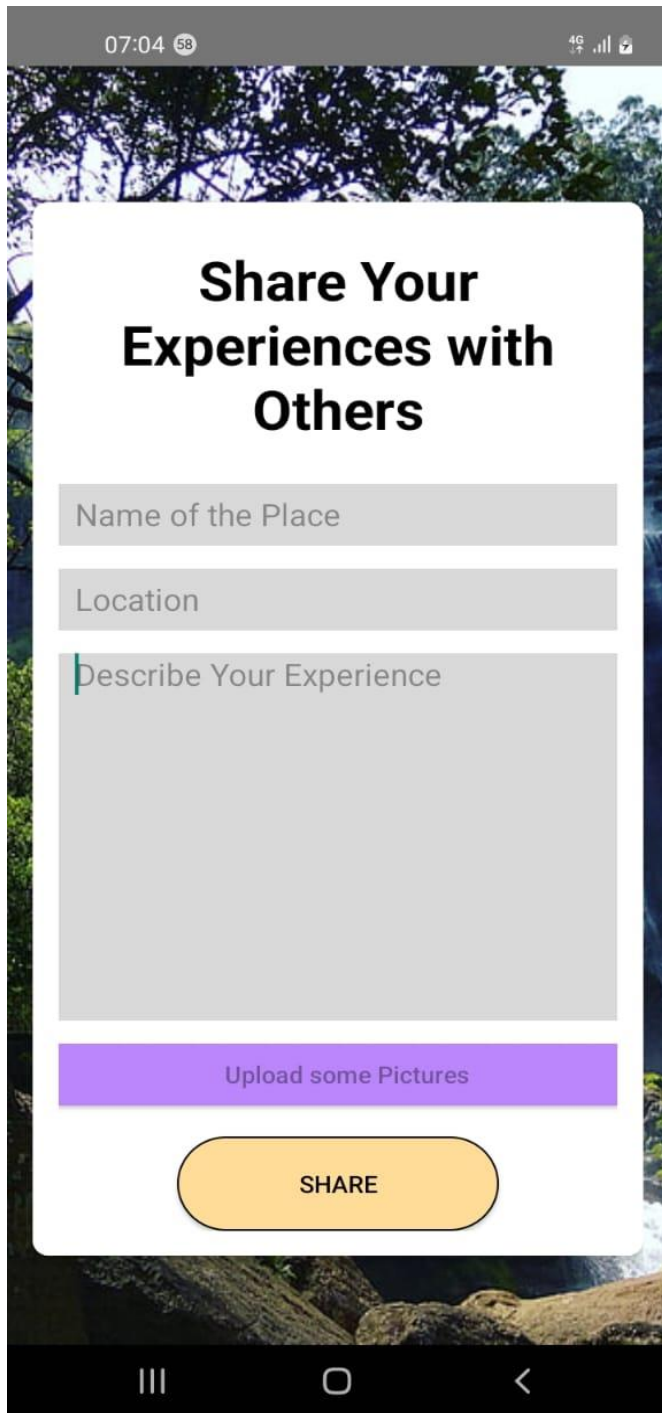 07:04 58 4G
Share Your
Experiences with
Others
Name of the Place
Location
Describe Your Experience
Upload some Pictures
SHARE